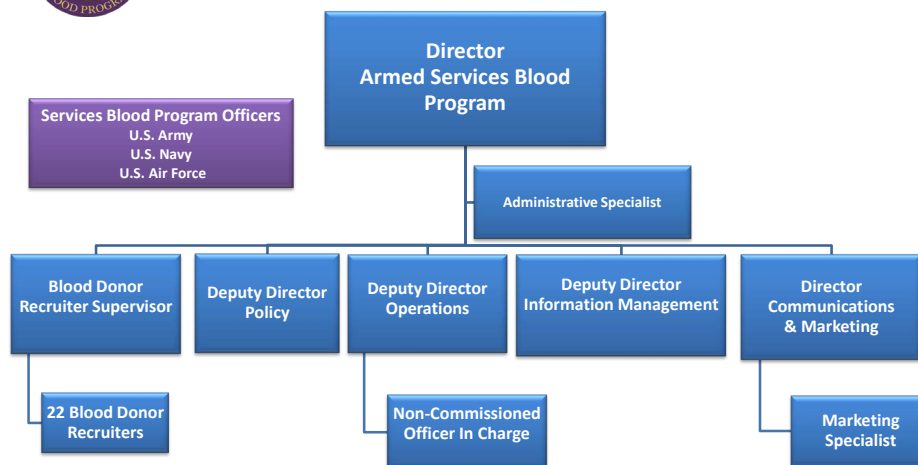 OOD PROGRA
Director
Armed Services Blood
Program
Services Blood Program Officers
U.S. Army
U.S. Navy
U.S. Air Force
Administrative Specialist
Blood Donor
Recruiter Supervisor
Deputy Director
Policy
Deputy Director
Operations
Deputy Director
Information Management
Director
Communications
& Marketing
22 Blood Donor
Recruiters
Non-Commissioned
Officer In Charge
Marketing
Specialist